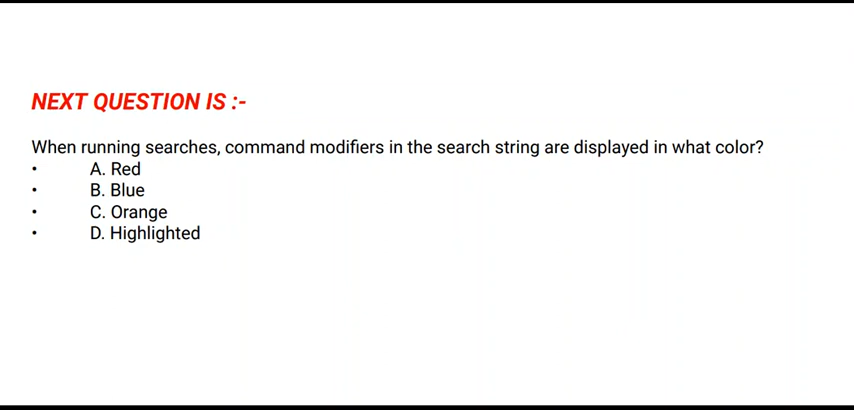 NEXT QUESTION IS :-
When running searches, command modifiers in the search string are displayed in what color?
• A. Red
• B. Blue
• C. Orange
• D. Highlighted